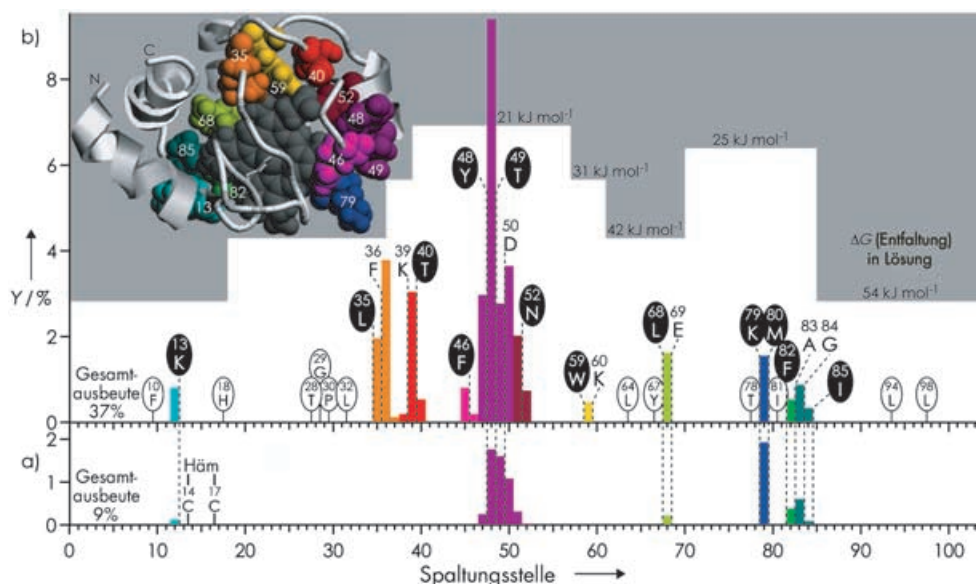 b)
N
C
35
59
40
52
48
46
49
79
68
85
82
13
8
6
4
2
0
Y / %
21 kJ mol⁻¹
31 kJ mol⁻¹
42 kJ mol⁻¹
25 kJ mol⁻¹
54 kJ mol⁻¹
ΔG (Entfaltung)
in Lösung
Gesamt-
ausbeute
37%
10 F
13 K
18 H
28 T
29 G
30 P
32 L
35 L
36 F
39 K
40 T
46 F
48 Y
49 T
50 D
52 N
59 W
60 K
64 L
67 Y
68 L
69 E
78 T
79 K
80 M
81 I
82 F
83 A
84 G
85 I
94 L
98 L
a)
2
1
0
Gesamt-
ausbeute
9%
Häm
14 C
17 C
0 10 20 30 40 50 60 70 80 90 100
Spaltungsstelle